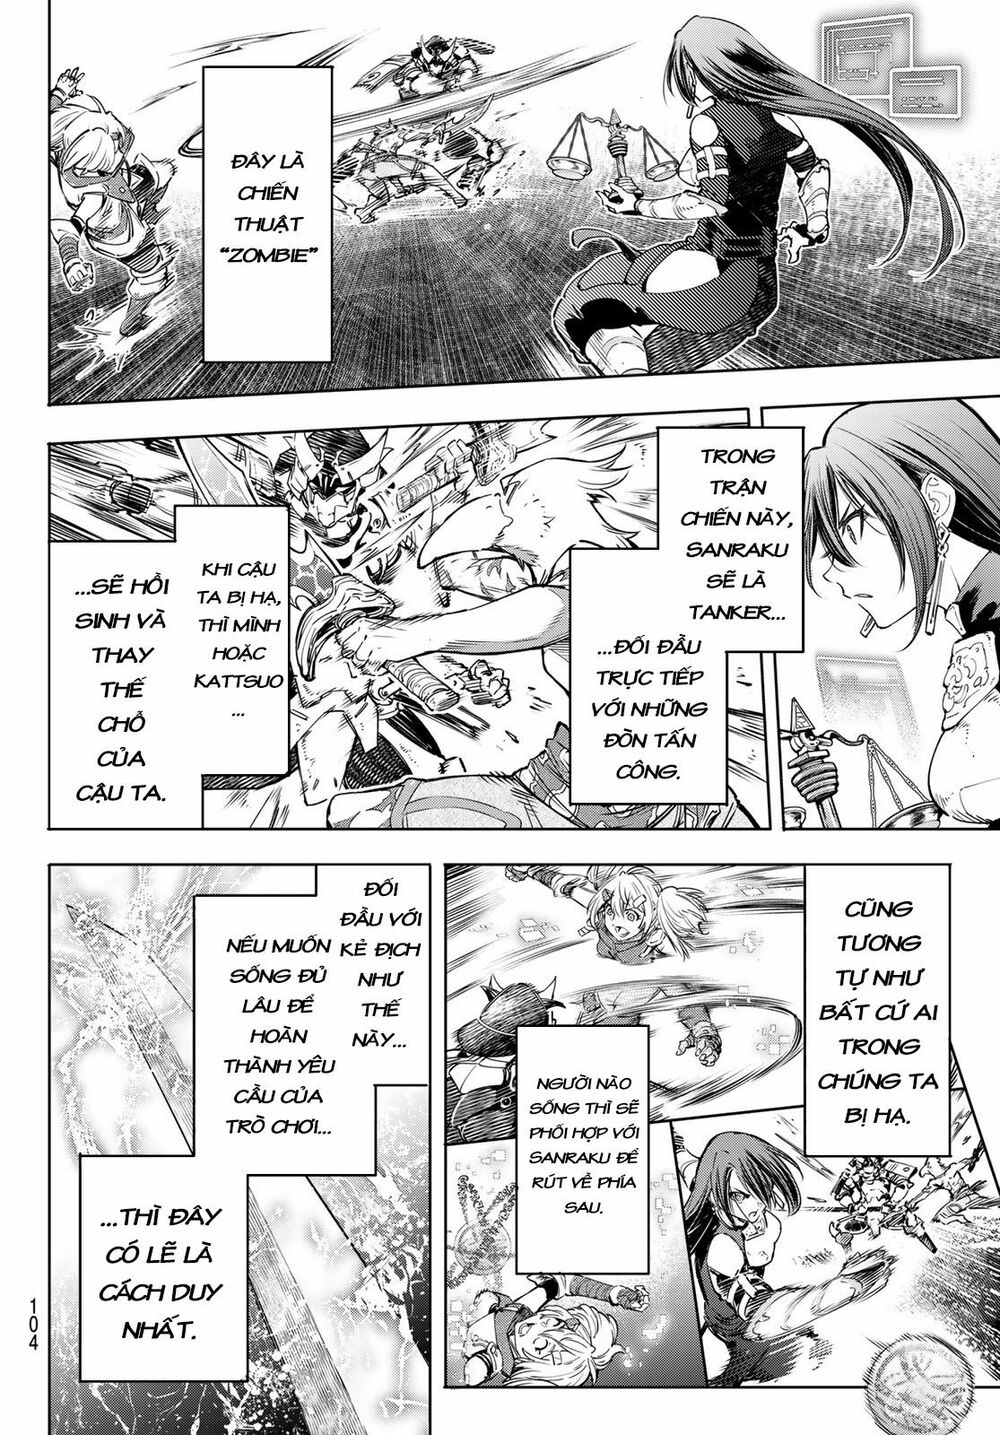 ĐÂY LÀ
CHIẾN
THUẬT
“ZOMBIE”
TRONG
TRẬN
CHIẾN NÀY,
SANRAKU
SẼ LÀ
TANKER...
...ĐỐI ĐẦU
TRỰC TIẾP
VỚI NHỮNG
ĐÒN TẤN
CÔNG.
KHI CẬU
TA BỊ HẠ,
THÌ MÌNH
HOẶC
KATTSUO
...
...SẼ HỒI
SINH VÀ
THAY
THẾ
CHỖ
CỦA
CẬU TA.
CŨNG
TƯƠNG
TỰ NHƯ
BẤT CỨ AI
TRONG
CHÚNG TA
BỊ HẠ.
NGƯỜI NÀO
SỐNG THÌ SẼ
PHỐI HỢP VỚI
SANRAKU ĐỂ
RÚT VỀ PHÍA
SAU.
ĐỐI
ĐẦU VỚI
KẺ ĐỊCH
NHƯ
THẾ
NÀY...
NẾU MUỐN
SỐNG ĐỦ
LÂU ĐỂ
HOÀN
THÀNH YÊU
CẦU CỦA
TRÒ CHƠI...
...THÌ ĐÂY
CÓ LẼ LÀ
CÁCH DUY
NHẤT.
104